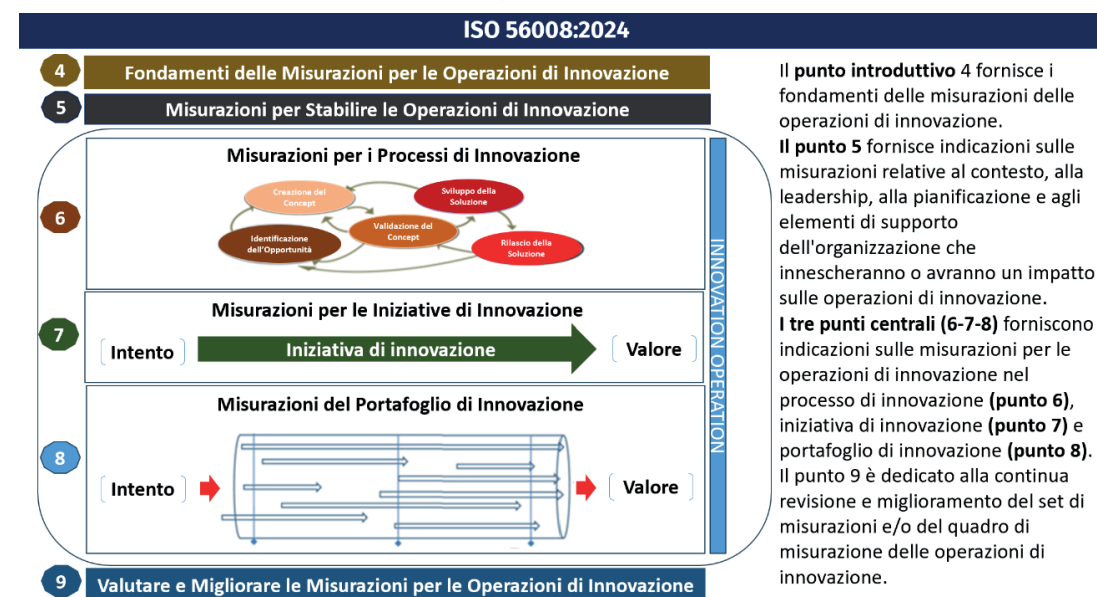 ISO 56008:2024
4
Fondamenti delle Misurazioni per le Operazioni di Innovazione
5
Misurazioni per Stabilire le Operazioni di Innovazione
6
Misurazioni per i Processi di Innovazione
Creazione del
Concept
Sviluppo della
Soluzione
Validazione del
Concept
Identificazione
dell'Opportunità
Rilascio della
Soluzione
7
Misurazioni per le Iniziative di Innovazione
Intento
Iniziativa di innovazione
Valore
8
Misurazioni del Portafoglio di Innovazione
Intento
Valore
INNOVATION OPERATION
9
Valutare e Migliorare le Misurazioni per le Operazioni di Innovazione
Il punto introduttivo 4 fornisce i
fondamenti delle misurazioni delle
operazioni di innovazione.
Il punto 5 fornisce indicazioni sulle
misurazioni relative al contesto, alla
leadership, alla pianificazione e agli
elementi di supporto
dell'organizzazione che
innescheranno o avranno un impatto
sulle operazioni di innovazione.
I tre punti centrali (6-7-8) forniscono
indicazioni sulle misurazioni per le
operazioni di innovazione nel
processo di innovazione (punto 6),
iniziativa di innovazione (punto 7) e
portafoglio di innovazione (punto 8).
Il punto 9 è dedicato alla continua
revisione e miglioramento del set di
misurazioni e/o del quadro di
misurazione delle operazioni di
innovazione.